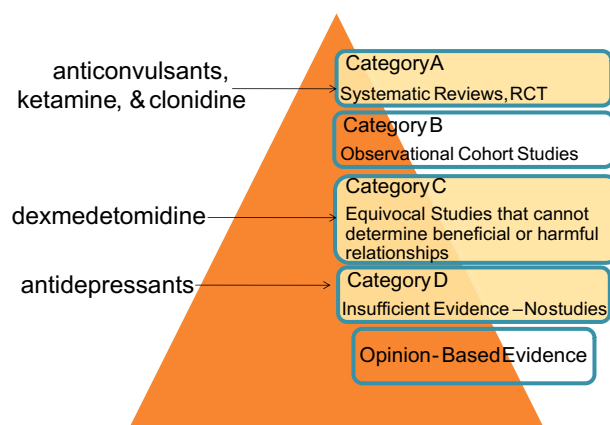 anticonvulsants,
ketamine, & clonidine
Category A
Systematic Reviews, RCT
Category B
Observational Cohort Studies
dexmedetomidine
Category C
Equivocal Studies that cannot
determine beneficial or harmful
relationships
antidepressants
Category D
Insufficient Evidence – No studies
Opinion - Based Evidence